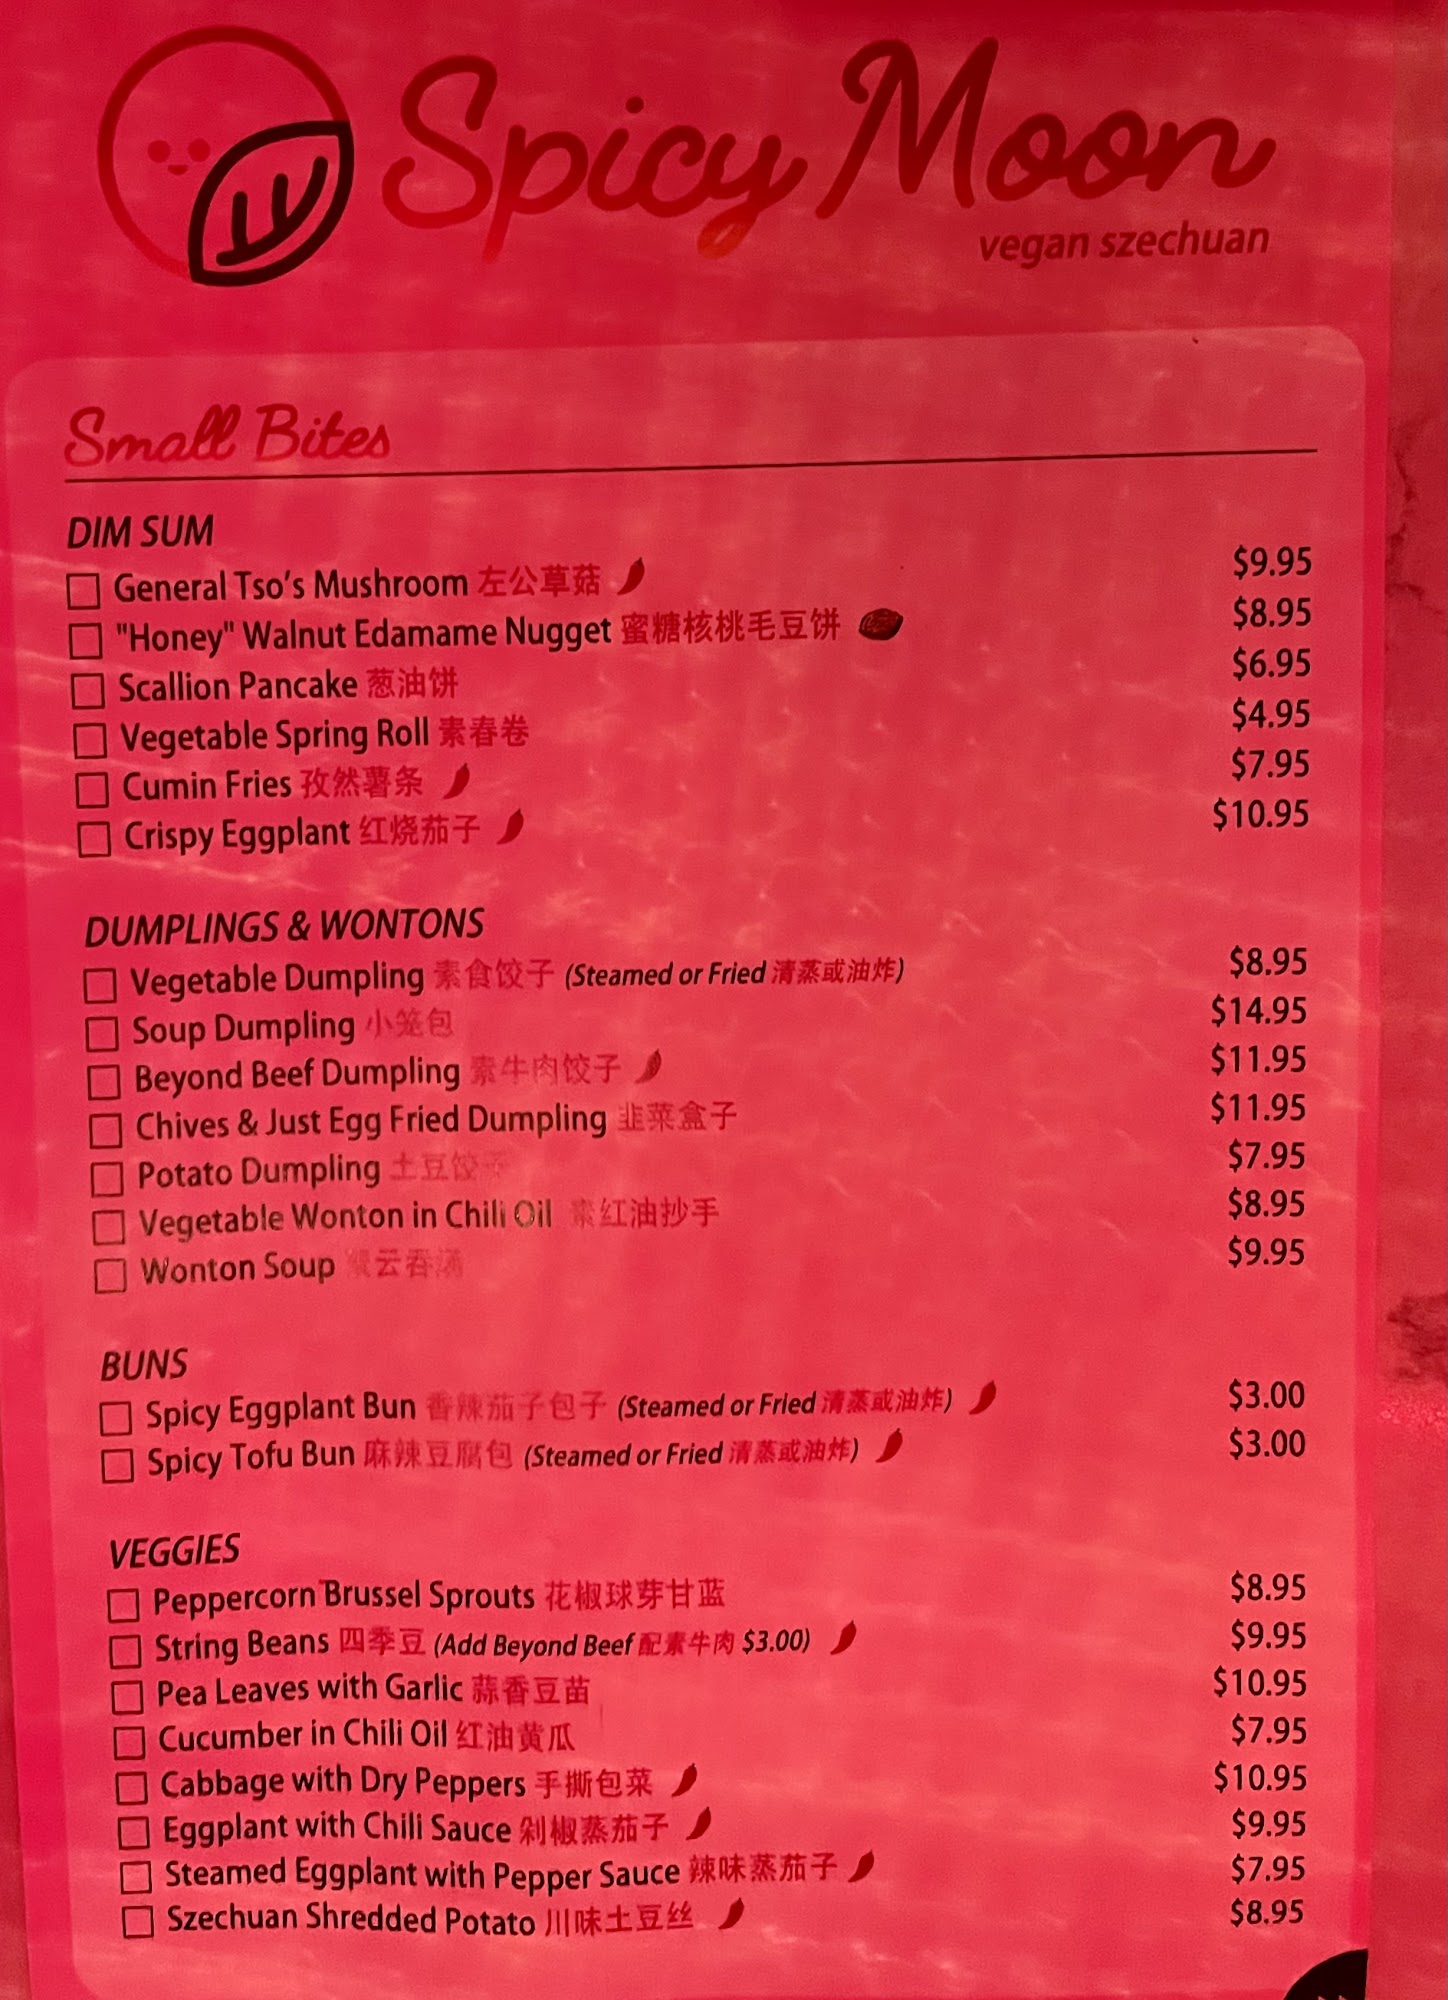 Spicy Moon
vegan szechuan
Small Bites
DIM SUM
General Tso's Mushroom 左公草菇 $9.95
"Honey" Walnut Edamame Nugget 蜜糖核桃毛豆饼 $8.95
Scallion Pancake 葱油饼 $6.95
Vegetable Spring Roll 素春卷 $4.95
Cumin Fries 孜然薯条 $7.95
Crispy Eggplant 红烧茄子 $10.95
DUMPLINGS & WONTONS
Vegetable Dumpling 素食饺子 (Steamed or Fried 清蒸或油炸) $8.95
Soup Dumpling 小笼包 $14.95
Beyond Beef Dumpling 素牛肉饺子 $11.95
Chives & Just Egg Fried Dumpling 韭菜盒子 $11.95
Potato Dumpling 土豆饺子 $7.95
Vegetable Wonton in Chili Oil 素红油抄手 $8.95
Wonton Soup 云吞汤 $9.95
BUNS
Spicy Eggplant Bun 香辣茄子包子 (Steamed or Fried 清蒸或油炸) $3.00
Spicy Tofu Bun 麻辣豆腐包 (Steamed or Fried 清蒸或油炸) $3.00
VEGGIES
Peppercorn Brussel Sprouts 花椒球芽甘蓝 $8.95
String Beans 四季豆 (Add Beyond Beef 配素牛肉 $3.00) $9.95
Pea Leaves with Garlic 蒜香豆苗 $10.95
Cucumber in Chili Oil 红油黄瓜 $7.95
Cabbage with Dry Peppers 手撕包菜 $10.95
Eggplant with Chili Sauce 剁椒蒸茄子 $9.95
Steamed Eggplant with Pepper Sauce 辣味蒸茄子 $7.95
Szechuan Shredded Potato 川味土豆丝 $8.95